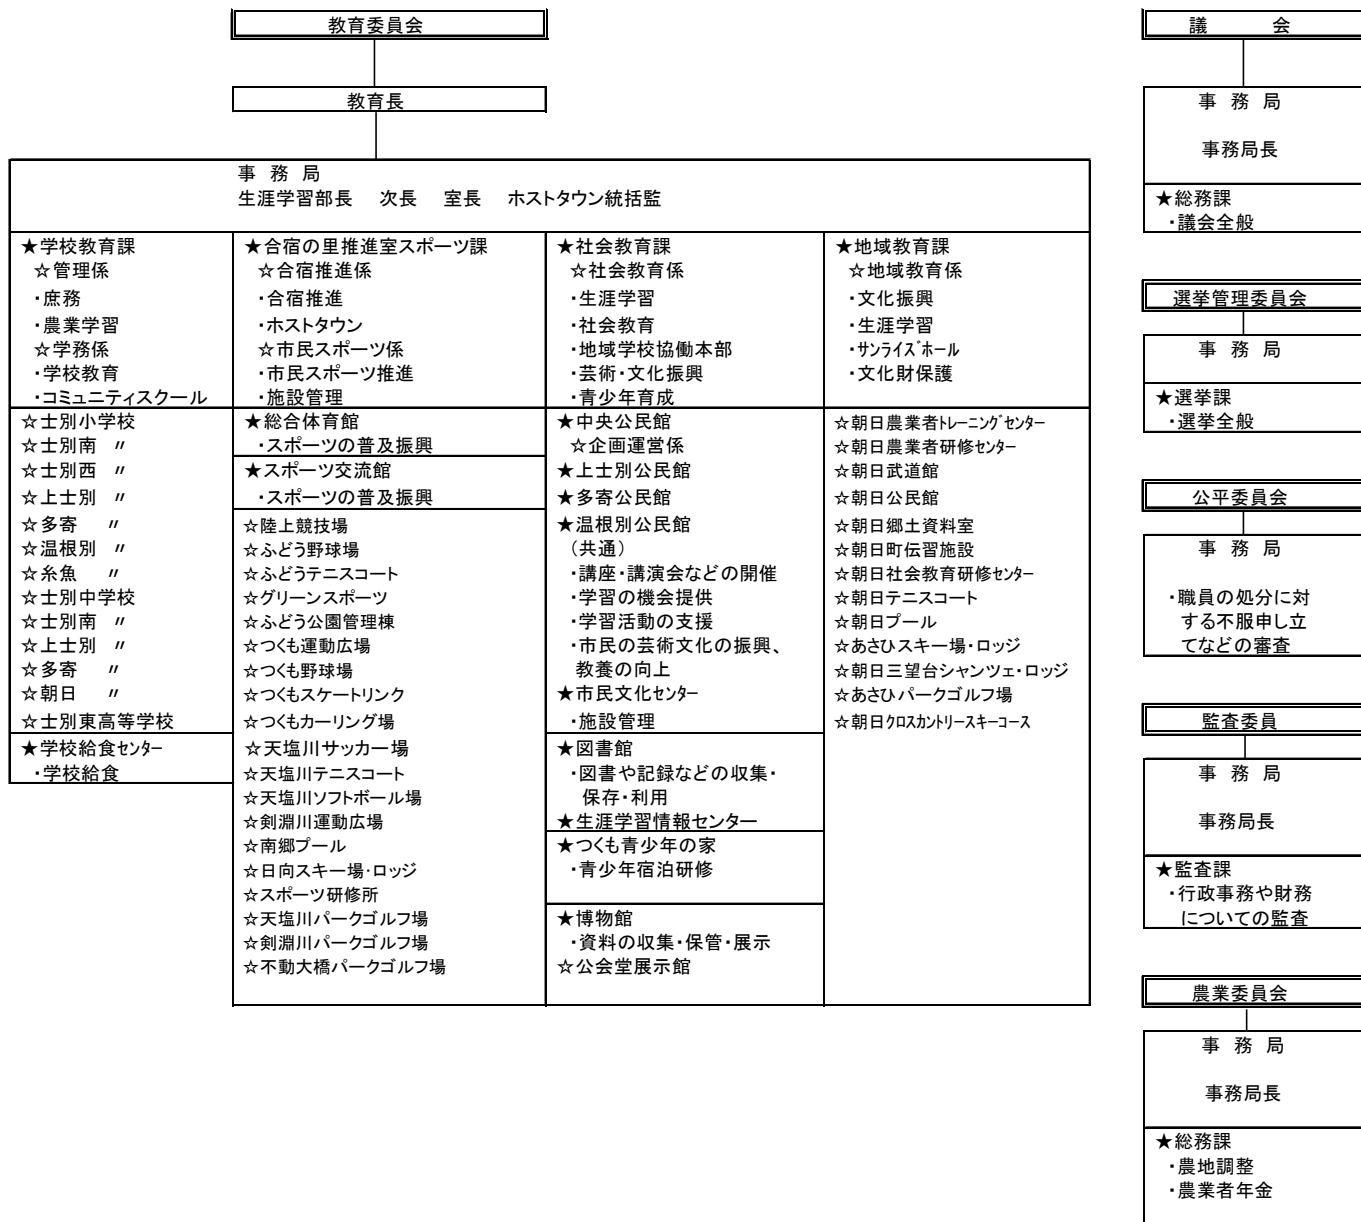 教育委員会
教育長
事 務 局
生涯学習部長 次長 室長 ホストタウン統括監
★学校教育課
☆管理係
・庶務
・農業学習
☆学務係
・学校教育
・コミュニティスクール
☆士別小学校
☆士別南 〃
☆士別西 〃
☆上士別 〃
☆多寄 〃
☆温根別 〃
☆糸魚 〃
☆士別中学校
☆士別南 〃
☆上士別 〃
☆多寄 〃
☆朝日 〃
☆士別東高等学校
★学校給食センター
・学校給食
★合宿の里推進室スポーツ課
☆合宿推進係
・合宿推進
・ホストタウン
☆市民スポーツ係
・市民スポーツ推進
・施設管理
★総合体育館
・スポーツの普及振興
★スポーツ交流館
・スポーツの普及振興
☆陸上競技場
☆ふどう野球場
☆ふどうテニスコート
☆グリーンスポーツ
☆ふどう公園管理棟
☆つくも運動広場
☆つくも野球場
☆つくもスケートリンク
☆つくもカーリング場
☆天塩川サッカー場
☆天塩川テニスコート
☆天塩川ソフトボール場
☆剣淵川運動広場
☆南郷プール
☆日向スキー場・ロッジ
☆スポーツ研修所
☆天塩川パークゴルフ場
☆剣淵川パークゴルフ場
☆不動大橋パークゴルフ場
★社会教育課
☆社会教育係
・生涯学習
・社会教育
・地域学校協働本部
・芸術・文化振興
・青少年育成
★中央公民館
☆企画運営係
★上士別公民館
★多寄公民館
★温根別公民館
（共通）
・講座・講演会などの開催
・学習の機会提供
・学習活動の支援
・市民の芸術文化の振興、
教養の向上
★市民文化センター
・施設管理
★図書館
・図書や記録などの収集・
保存・利用
★生涯学習情報センター
★つくも青少年の家
・青少年宿泊研修
★博物館
・資料の収集・保管・展示
☆公会堂展示館
★地域教育課
☆地域教育係
・文化振興
・生涯学習
・サンライズホール
・文化財保護
☆朝日農業者トレーニングセンター
☆朝日農業者研修センター
☆朝日武道館
☆朝日公民館
☆朝日郷土資料室
☆朝日町伝習施設
☆朝日社会教育研修センター
☆朝日テニスコート
☆朝日プール
☆あさひスキー場・ロッジ
☆朝日三望台シャンツェ・ロッジ
☆あさひパークゴルフ場
☆朝日クロスカントリースキーコース
議 会
事 務 局
事務局長
★総務課
・議会全般
選挙管理委員会
事 務 局
★選挙課
・選挙全般
公平委員会
事 務 局
・職員の処分に対
する不服申し立
てなどの審査
監査委員
事 務 局
事務局長
★監査課
・行政事務や財務
についての監査
農業委員会
事 務 局
事務局長
★総務課
・農地調整
・農業者年金